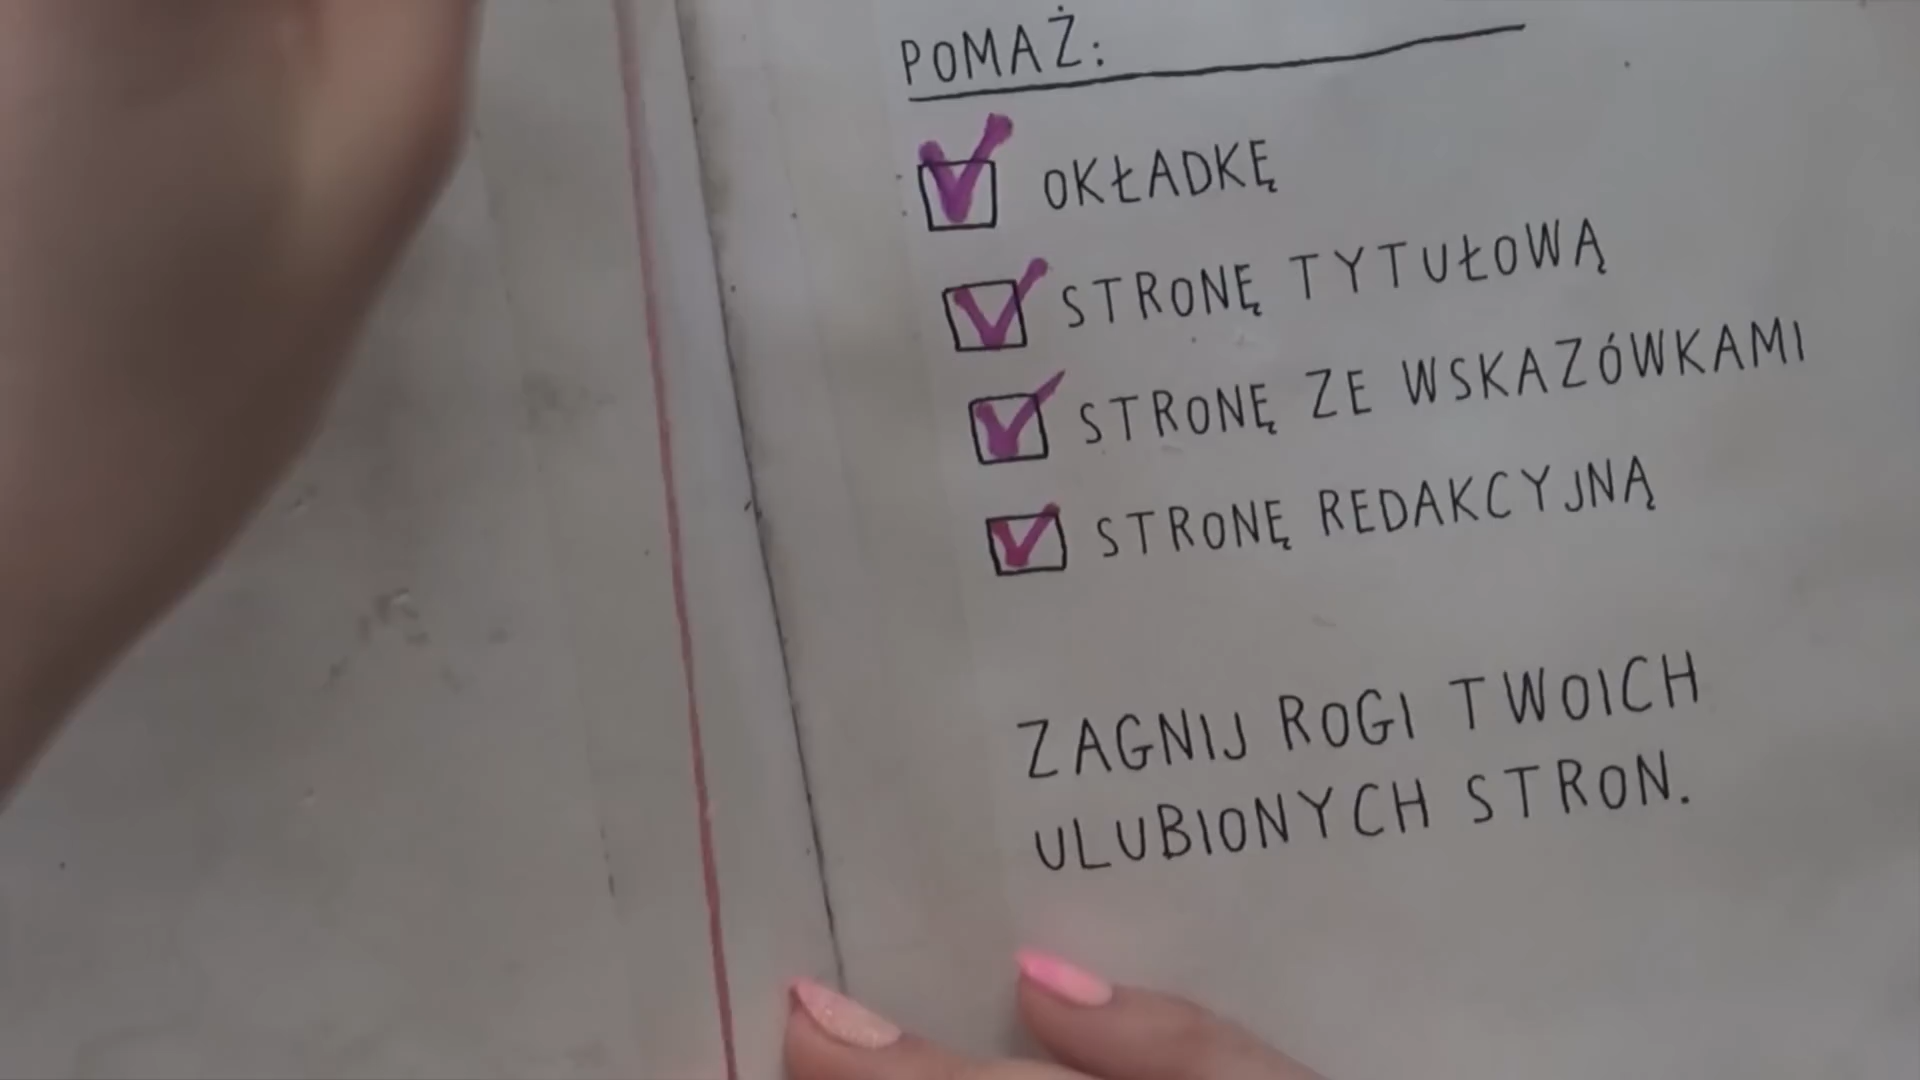 POMAŻ:
OKŁADKĘ
STRONĘ TYTUŁOWĄ
STRONĘ ZE WSKAZÓWKAMI
STRONĘ REDAKCYJNĄ
ZAGNIJ ROGI TWOICH
ULUBIONYCH STRON.